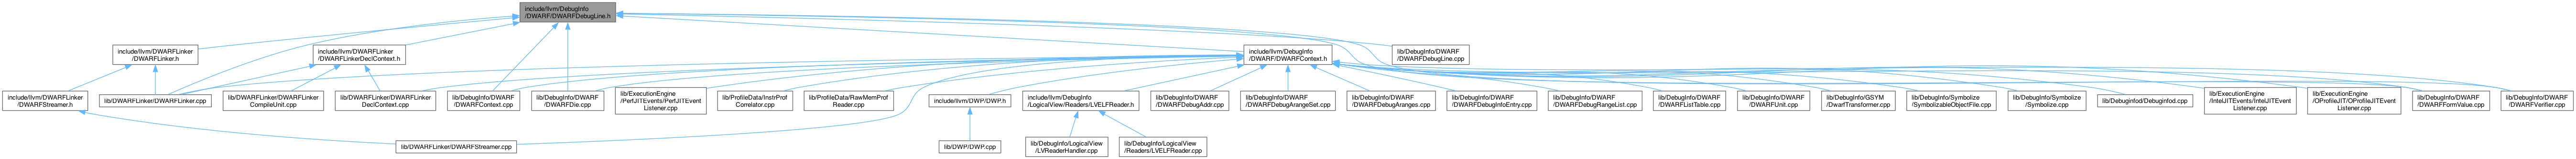 include/llvm/DebugInfo
/DWARF/DWARFDebugLine.h
include/llvm/DWARFLinker
/DWARFLinker.h
include/llvm/DWARFLinker
/DWARFLinkerDeclContext.h
include/llvm/DebugInfo
/DWARF/DWARFContext.h
lib/DebugInfo/DWARF
/DWARFDebugLine.cpp
include/llvm/DWARFLinker
/DWARFStreamer.h
lib/DWARFLinker/DWARFLinker.cpp
lib/DWARFLinker/DWARFLinker
CompileUnit.cpp
lib/DWARFLinker/DWARFLinker
DeclContext.cpp
lib/DebugInfo/DWARF
/DWARFContext.cpp
lib/DebugInfo/DWARF
/DWARFDie.cpp
lib/ExecutionEngine
/PerfJITEvents/PerfJITEvent
Listener.cpp
lib/ProfileData/InstrProf
Correlator.cpp
lib/ProfileData/RawMemProf
Reader.cpp
include/llvm/DWP/DWP.h
include/llvm/DebugInfo
/LogicalView/Readers/LVELFReader.h
lib/DebugInfo/DWARF
/DWARFDebugAddr.cpp
lib/DebugInfo/DWARF
/DWARFDebugArangeSet.cpp
lib/DebugInfo/DWARF
/DWARFDebugAranges.cpp
lib/DebugInfo/DWARF
/DWARFDebugInfoEntry.cpp
lib/DebugInfo/DWARF
/DWARFDebugRangeList.cpp
lib/DebugInfo/DWARF
/DWARFListTable.cpp
lib/DebugInfo/DWARF
/DWARFUnit.cpp
lib/DebugInfo/GSYM
/DwarfTransformer.cpp
lib/DebugInfo/Symbolize
/SymbolizableObjectFile.cpp
lib/DebugInfo/Symbolize
/Symbolize.cpp
lib/Debuginfod/Debuginfod.cpp
lib/ExecutionEngine
/IntelJITEvents/IntelJITEvent
Listener.cpp
lib/ExecutionEngine
/OProfileJIT/OProfileJITEvent
Listener.cpp
lib/DebugInfo/DWARF
/DWARFFormValue.cpp
lib/DebugInfo/DWARF
/DWARFVerifier.cpp
lib/DWARFLinker/DWARFStreamer.cpp
lib/DWP/DWP.cpp
lib/DebugInfo/LogicalView
/LVReaderHandler.cpp
lib/DebugInfo/LogicalView
/Readers/LVELFReader.cpp